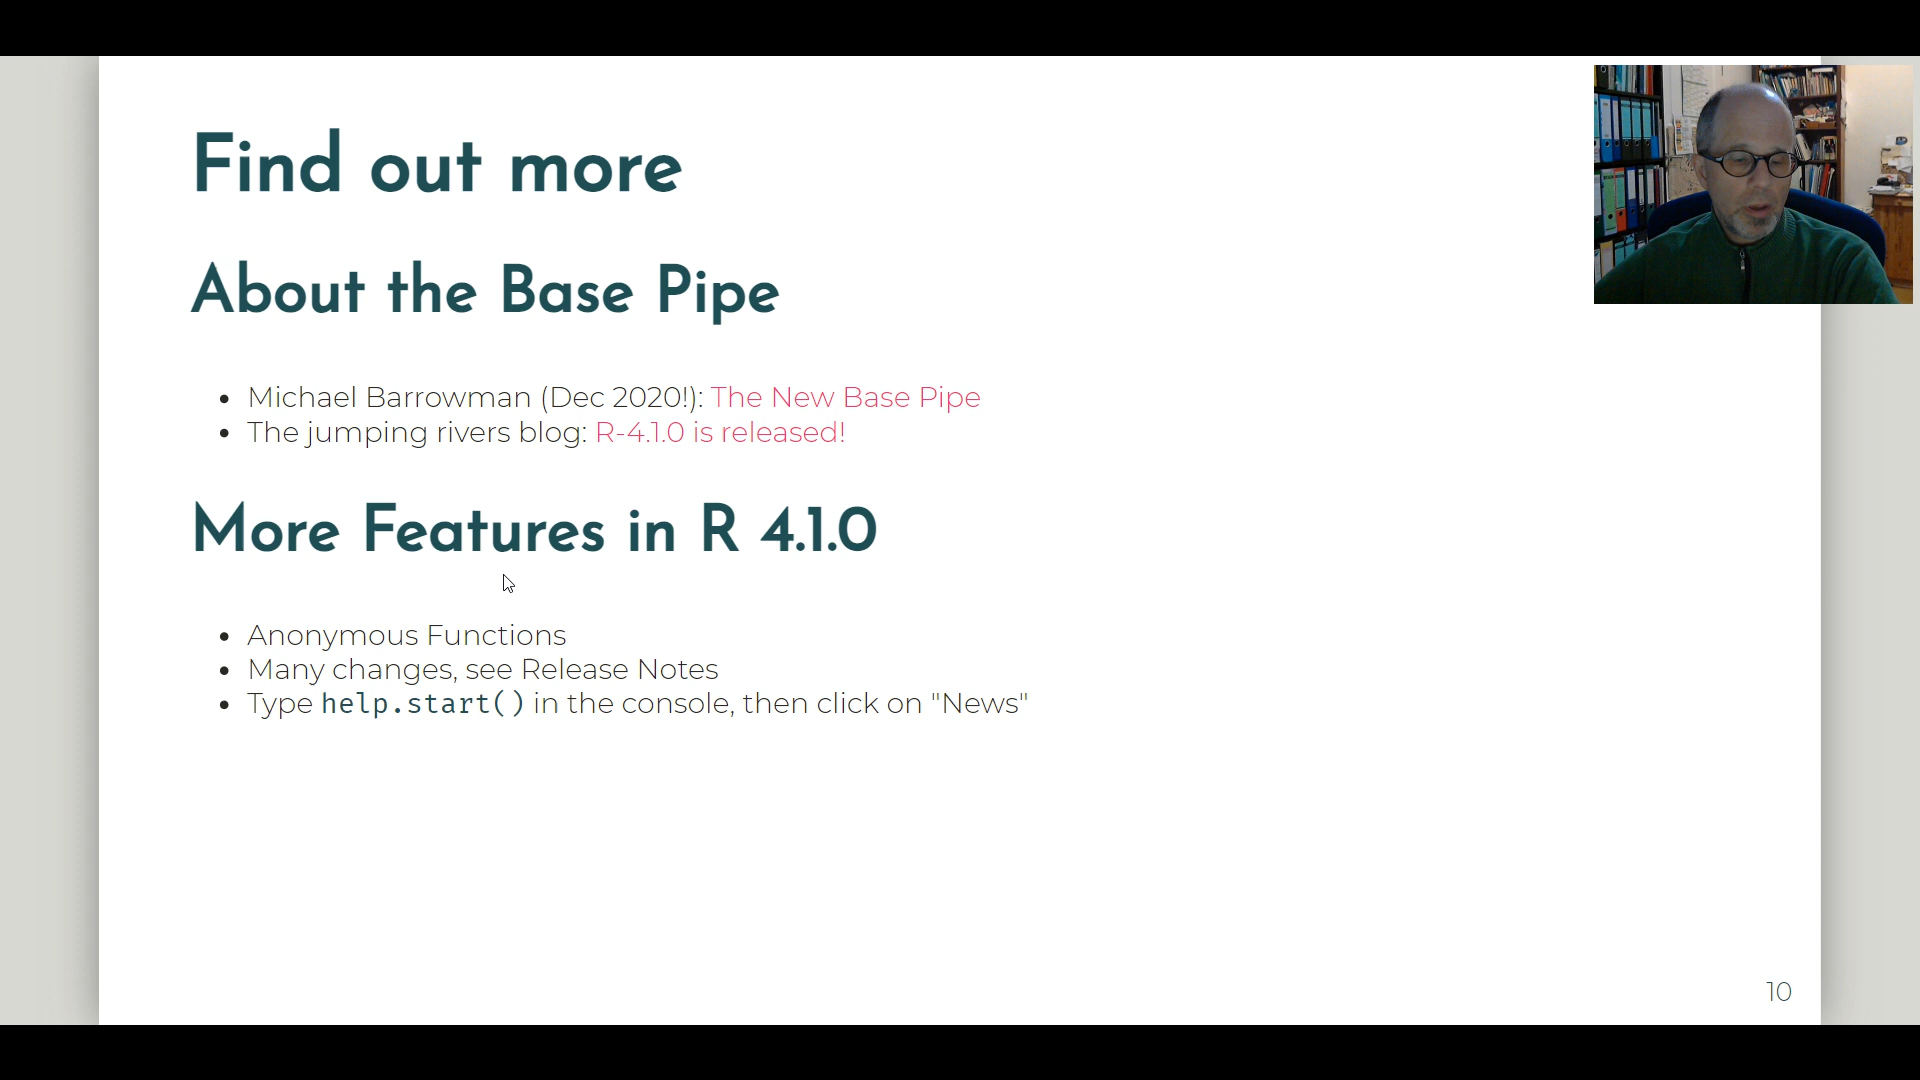 Find out more
About the Base Pipe
Michael Barrowman (Dec 2020!): The New Base Pipe
The jumping rivers blog: R-4.1.0 is released!
More Features in R 4.1.0
Anonymous Functions
Many changes, see Release Notes
Type help.start() in the console, then click on "News"
10